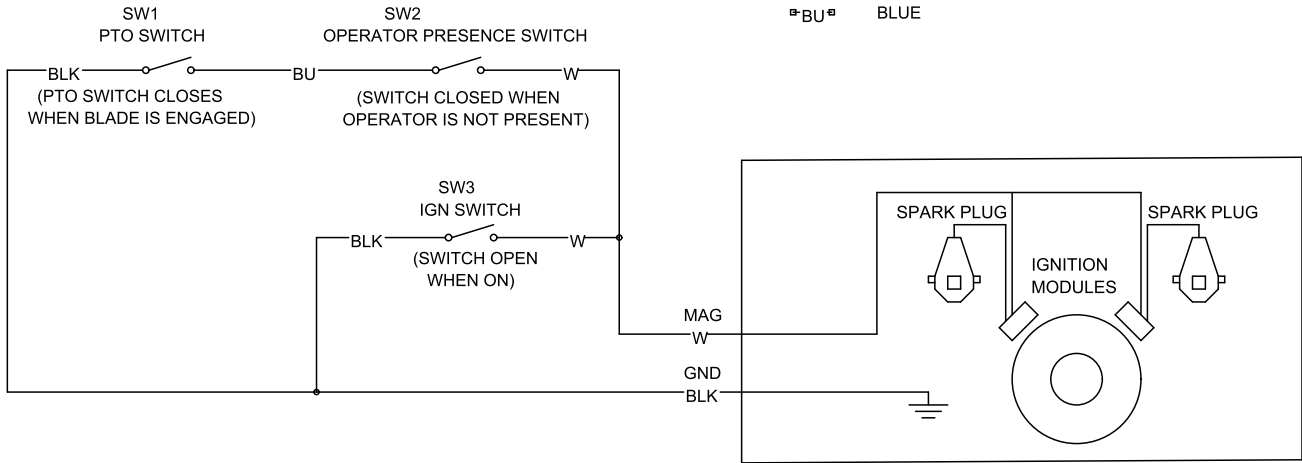 SW1
PTO SWITCH
SW2
OPERATOR PRESENCE SWITCH
BU BLUE
BLK
BU
W
(PTO SWITCH CLOSES
WHEN BLADE IS ENGAGED)
(SWITCH CLOSED WHEN
OPERATOR IS NOT PRESENT)
SW3
IGN SWITCH
BLK
W
(SWITCH OPEN
WHEN ON)
SPARK PLUG
SPARK PLUG
IGNITION
MODULES
MAG
W
GND
BLK